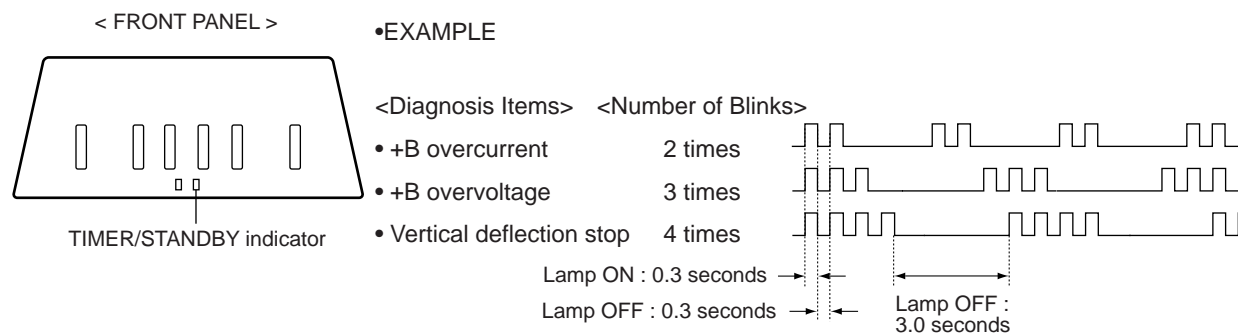 < FRONT PANEL >
•EXAMPLE
<Diagnosis Items> <Number of Blinks>
• +B overcurrent 2 times
• +B overvoltage 3 times
• Vertical deflection stop 4 times
TIMER/STANDBY indicator
Lamp ON : 0.3 seconds
Lamp OFF : 0.3 seconds
Lamp OFF :
3.0 seconds